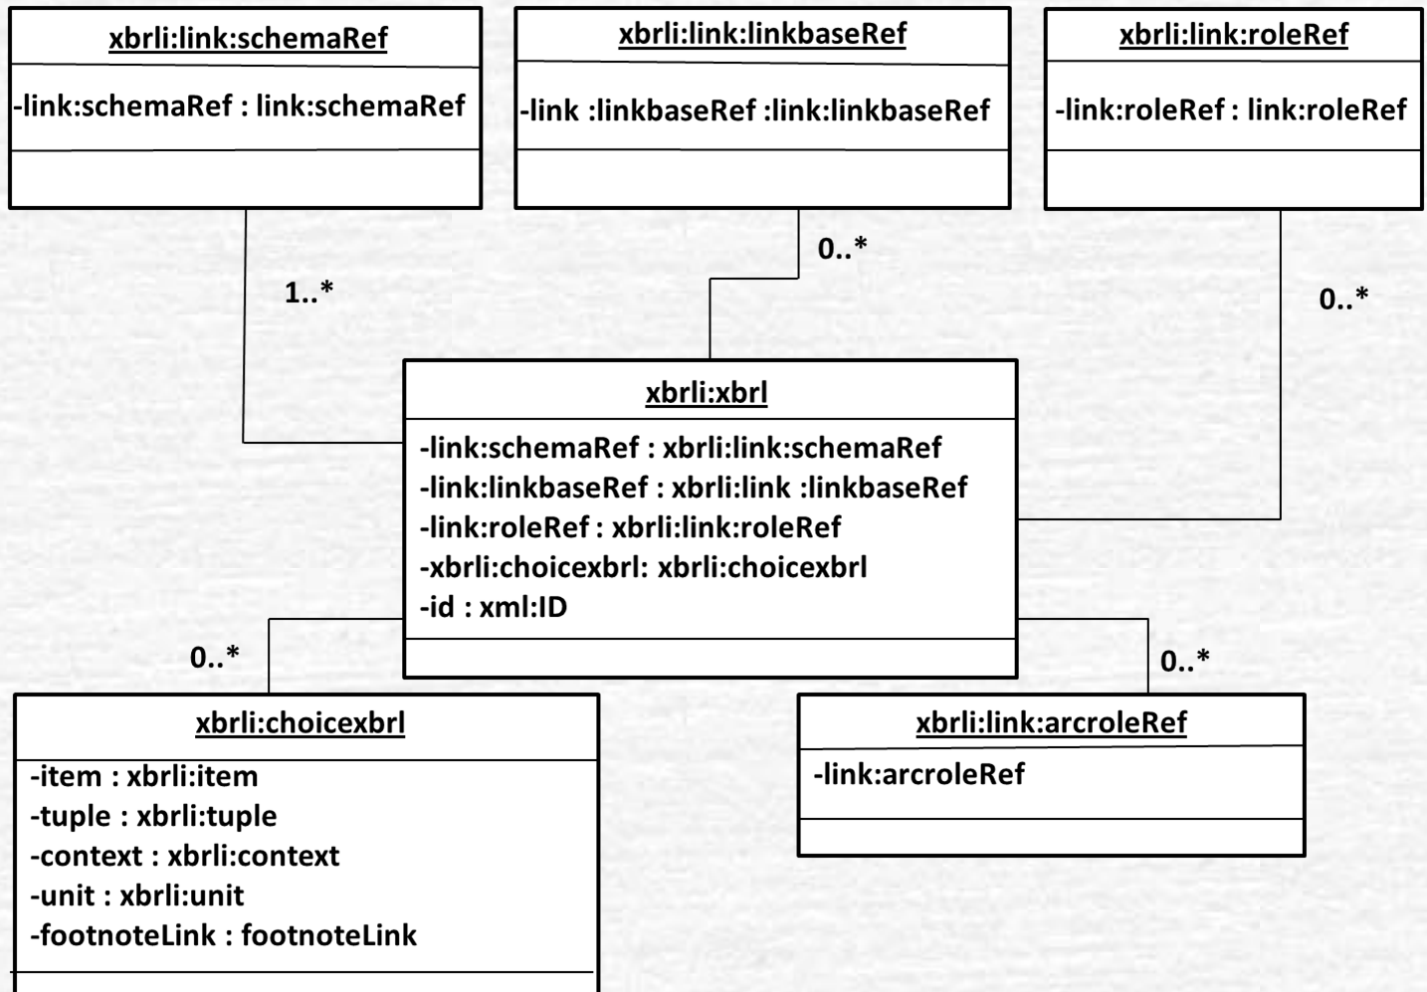 xbrli:link:schemaRef
-link:schemaRef : link:schemaRef
xbrli:link:linkbaseRef
-link :linkbaseRef :link:linkbaseRef
xbrli:link:roleRef
-link:roleRef : link:roleRef
1..*
0..*
0..*
xbrli:xbrl
-link:schemaRef : xbrli:link:schemaRef
-link:linkbaseRef : xbrli:link :linkbaseRef
-link:roleRef : xbrli:link:roleRef
-xbrli:choicexbrl: xbrli:choicexbrl
-id : xml:ID
0..*
0..*
xbrli:choicexbrl
-item : xbrli:item
-tuple : xbrli:tuple
-context : xbrli:context
-unit : xbrli:unit
-footnoteLink : footnoteLink
xbrli:link:arcroleRef
-link:arcroleRef